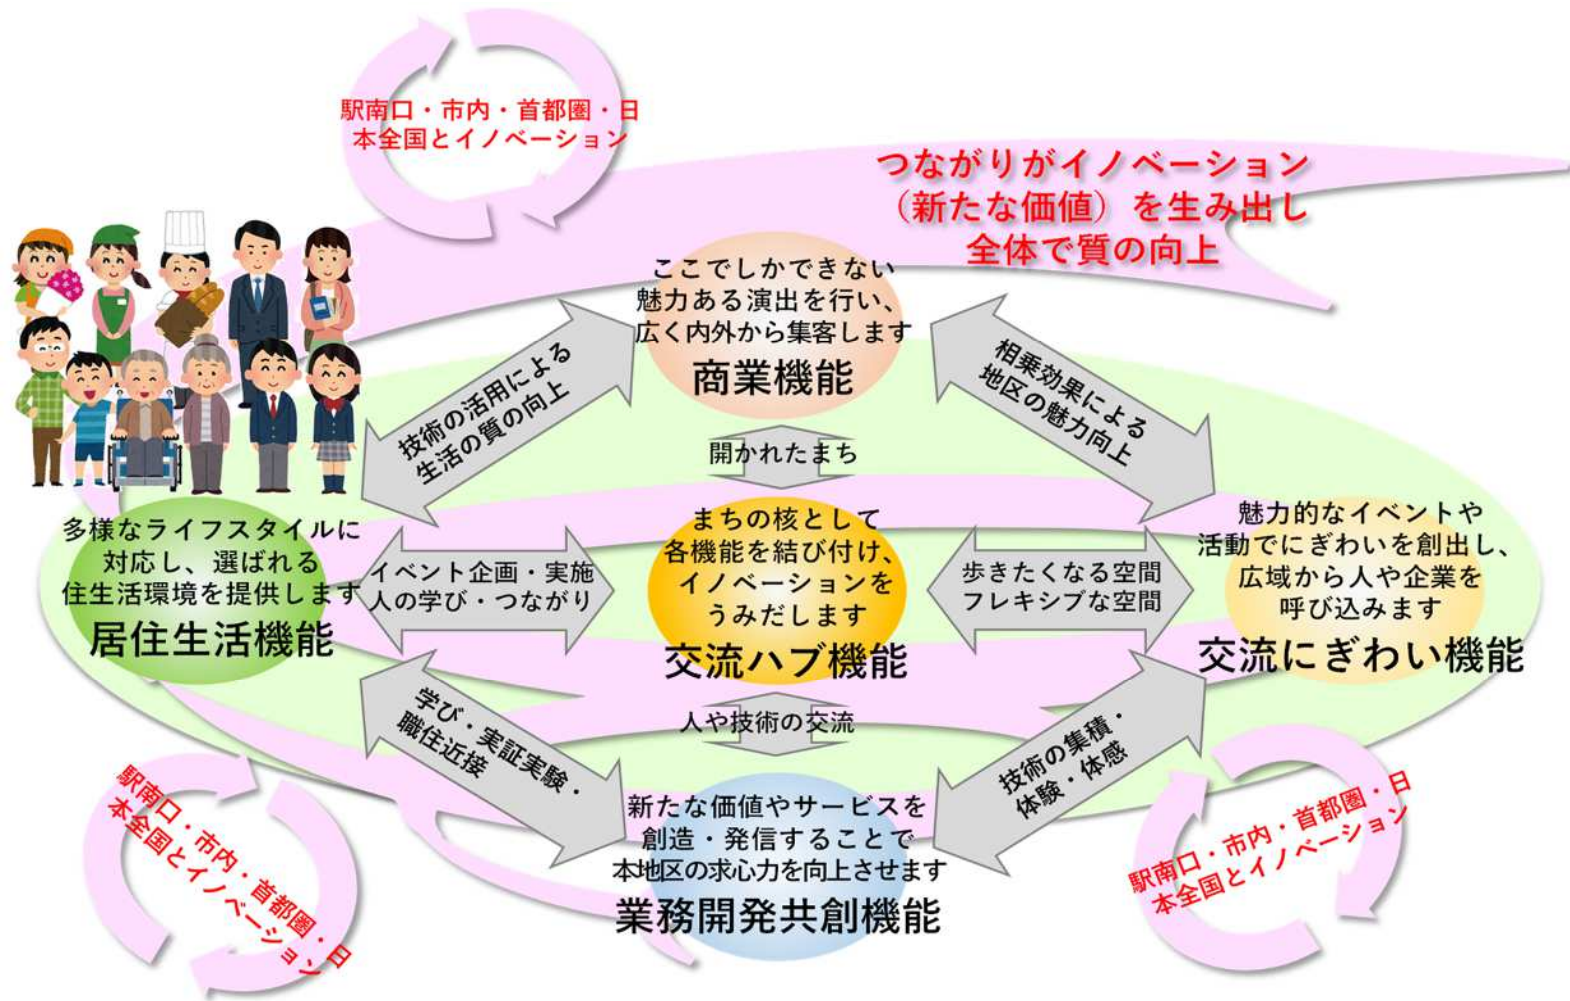 駅南口・市内・首都圏・日
本全国とイノベーション
つながりがイノベーション
（新たな価値）を生み出し
全体で質の向上
ここでしかできない
魅力ある演出を行い、
広く内外から集客します
商業機能
技術の活用による
生活の質の向上
相乗効果による
地区の魅力向上
開かれたまち
多様なライフスタイルに
対応し、選ばれる
住生活環境を提供します
居住生活機能
イベント企画・実施
人の学び・つながり
まちの核として
各機能を結び付け、
イノベーションを
うみだします
交流ハブ機能
歩きたくなる空間
フレキシブな空間
魅力的なイベントや
活動でにぎわいを創出し、
広域から人や企業を
呼び込みます
交流にぎわい機能
学び・実証実験・
職住近接
人や技術の交流
技術の集積・
体験・体感
新たな価値やサービスを
創造・発信することで
本地区の求心力を向上させます
業務開発共創機能
駅南口・市内・首都圏・日
本全国とイノベーション
駅南口・市内・首都圏・日
本全国とイノベーション